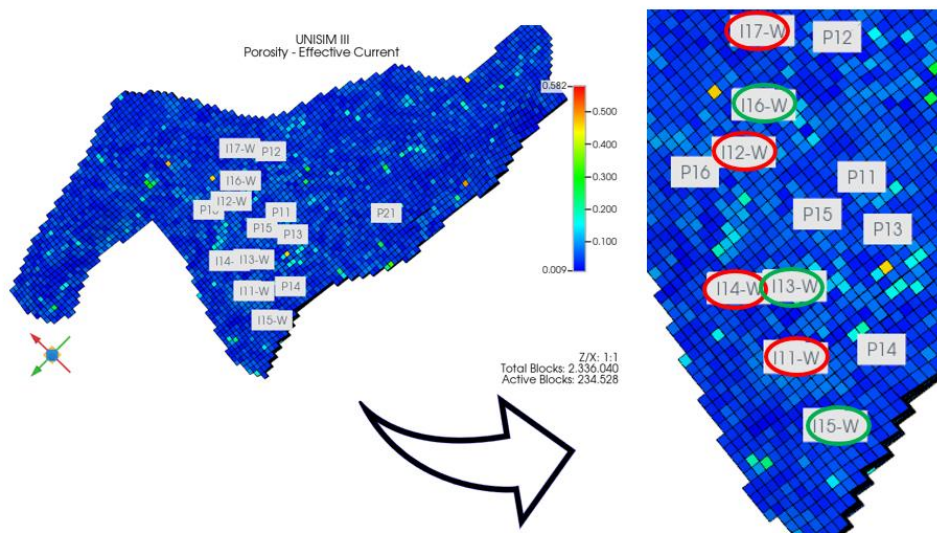 UNISIM III
Porosity - Effective Current
I17-W
P12
I16-W
I12-W
P11
P21
P15
P13
I14-
I13-W
I11-W
P14
I15-W
0.582
0.500
0.400
0.300
0.200
0.100
0.009
Z/X: 1:1
Total Blocks: 2.336.040
Active Blocks: 234.528
I17-W
P12
I16-W
I12-W
P16
P11
P15
P13
I14-W
I13-W
I11-W
P14
I15-W